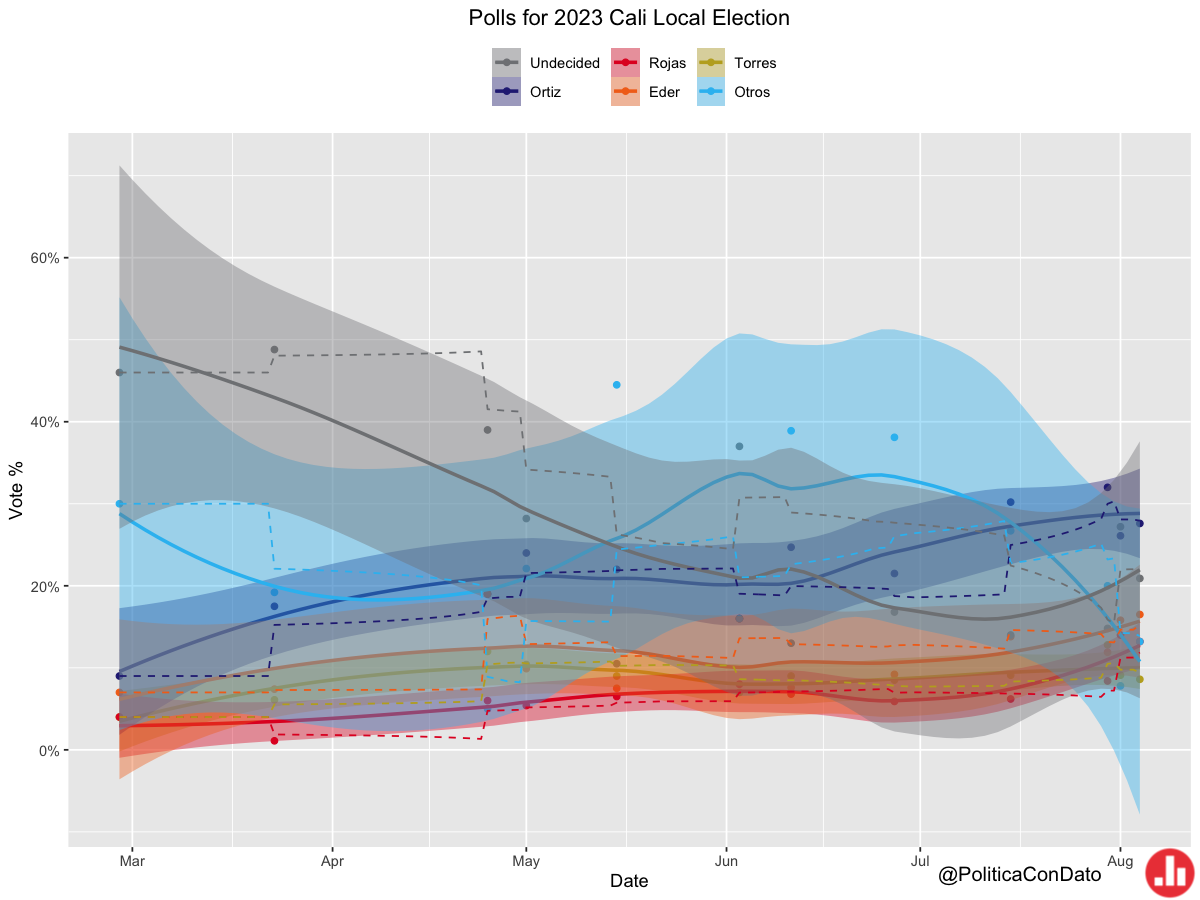 Polls for 2023 Cali Local Election
Undecided Rojas Torres
Ortiz Eder Otros
60%
40%
20%
0%
Vote %
Mar Apr May Jun Jul Aug
Date
@PoliticaConDato